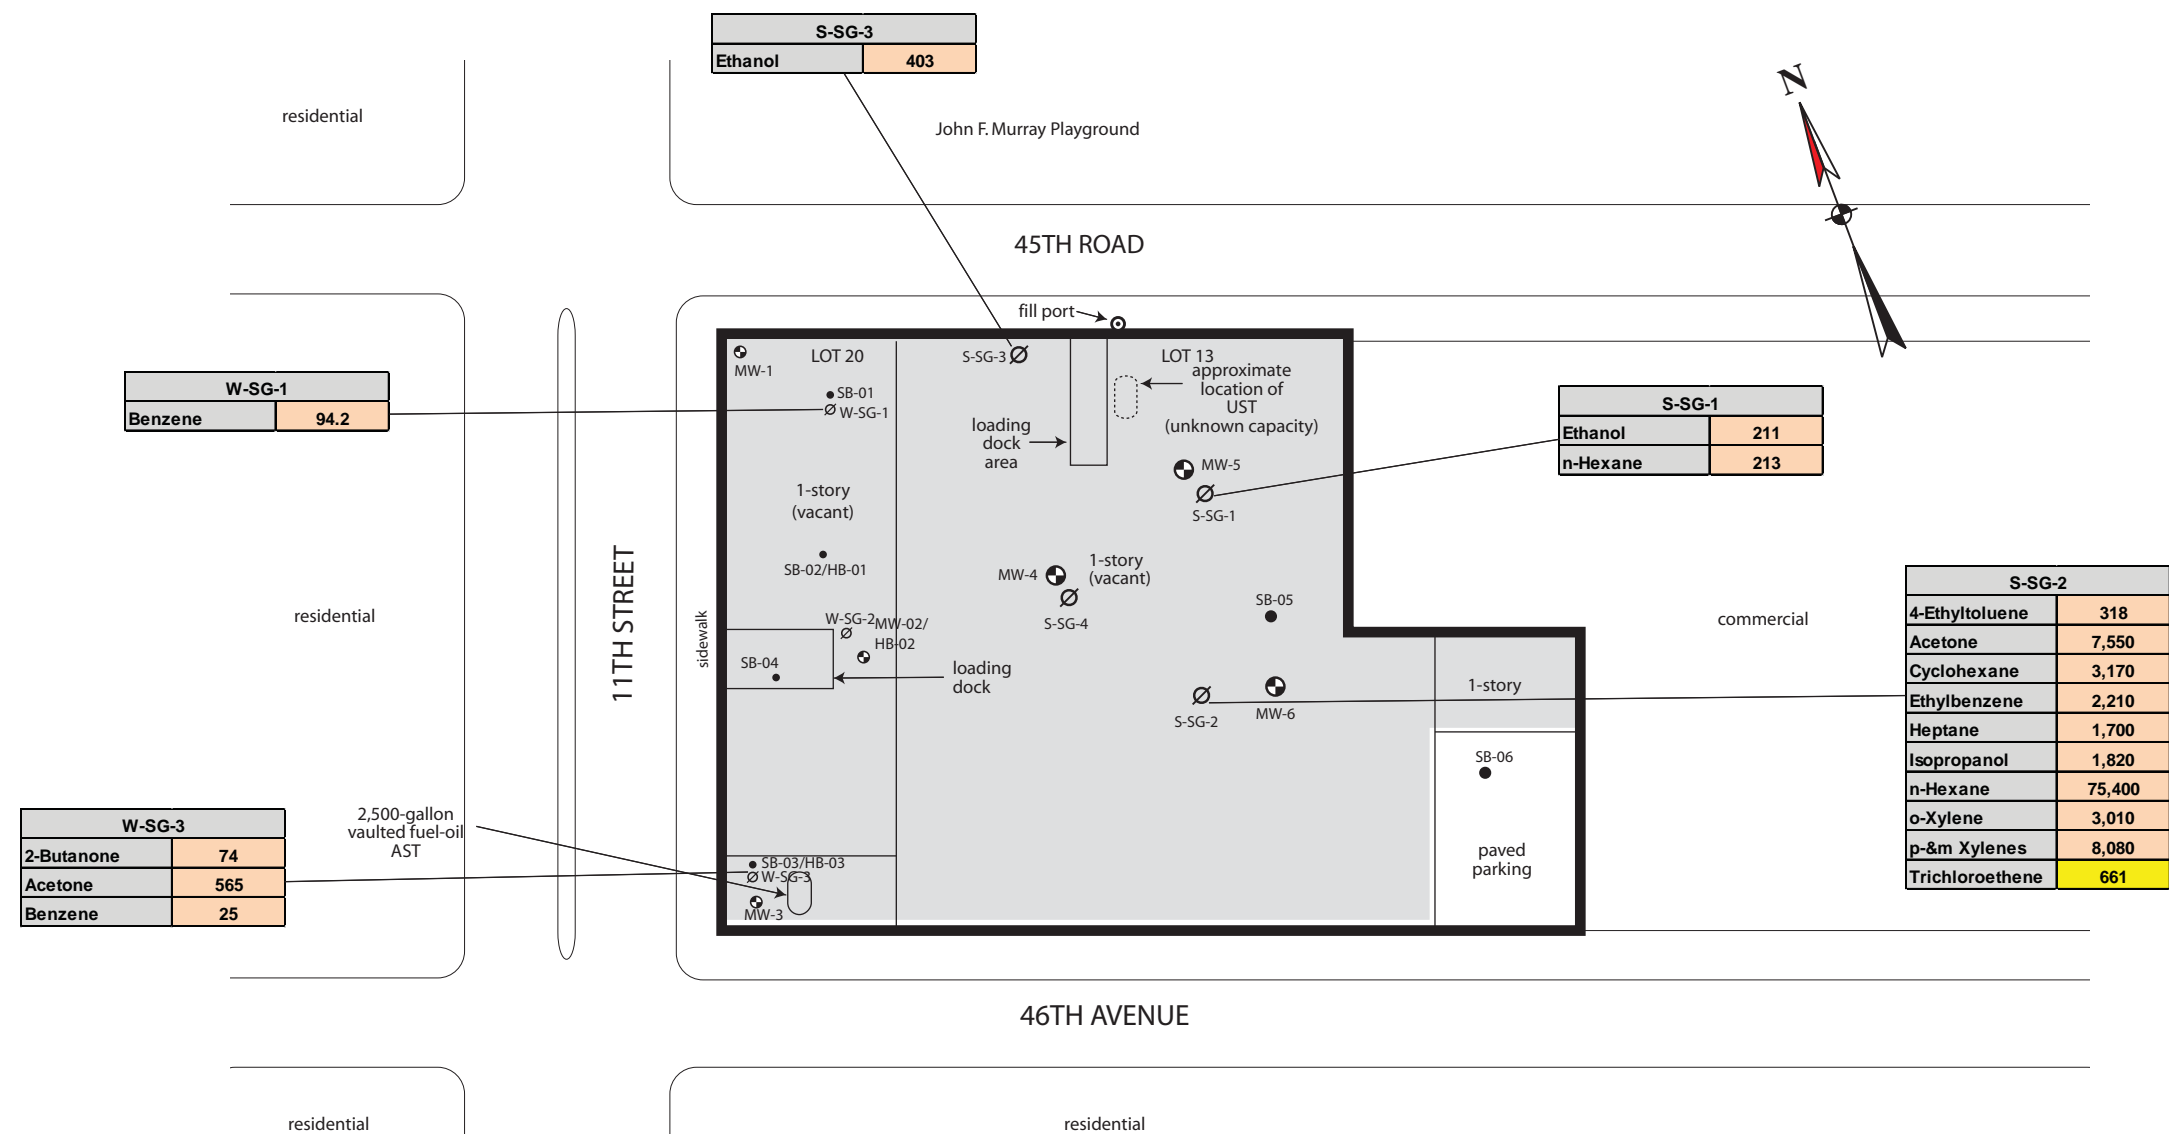 S-SG-3
Ethanol 403
N
residential
John F. Murray Playground
45TH ROAD
fill port
LOT 20
S-SG-3
LOT 13
MW-1
approximate
location of
UST
(unknown capacity)
W-SG-1
Benzene 94.2
SB-01
W-SG-1
loading
dock
area
S-SG-1
Ethanol 211
n-Hexane 213
MW-5
S-SG-1
1-story
(vacant)
11TH STREET
sidewalk
SB-02/HB-01
MW-4
1-story
(vacant)
S-SG-4
SB-05
residential
W-SG-2
MW-02/
HB-02
SB-04
loading
dock
commercial
S-SG-2
4-Ethyltoluene 318
Acetone 7,550
Cyclohexane 3,170
Ethylbenzene 2,210
Heptane 1,700
Isopropanol 1,820
n-Hexane 75,400
o-Xylene 3,010
p-&m Xylenes 8,080
Trichloroethene 661
1-story
S-SG-2
MW-6
SB-06
paved
parking
2,500-gallon
vaulted fuel-oil
AST
W-SG-3
2-Butanone 74
Acetone 565
Benzene 25
SB-03/HB-03
W-SG-3
MW-3
46TH AVENUE
residential
residential